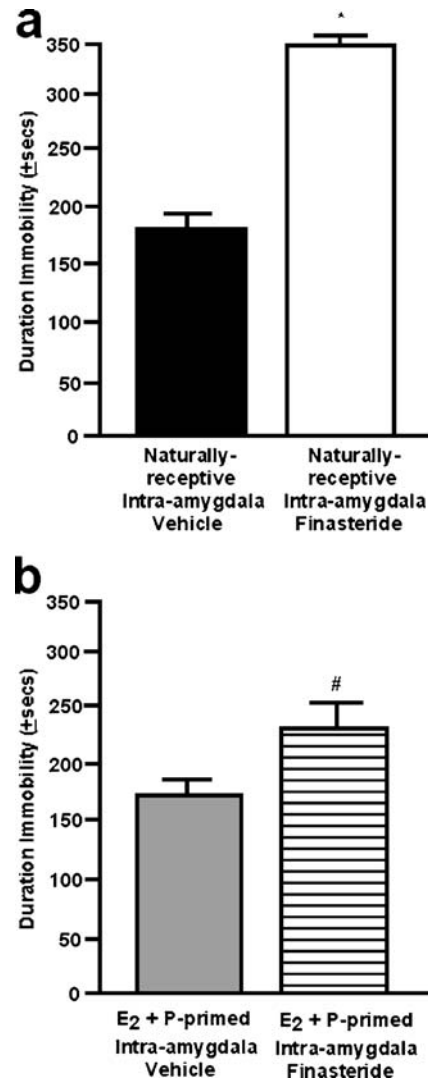 a
Duration Immobility (±secs)
350
300
250
200
150
100
50
0
*
Naturally-
receptive
Intra-amygdala
Vehicle
Naturally-
receptive
Intra-amygdala
Finasteride
b
Duration Immobility (±secs)
350
300
250
200
150
100
50
0
#
E2 + P-primed
Intra-amygdala
Vehicle
E2 + P-primed
Intra-amygdala
Finasteride